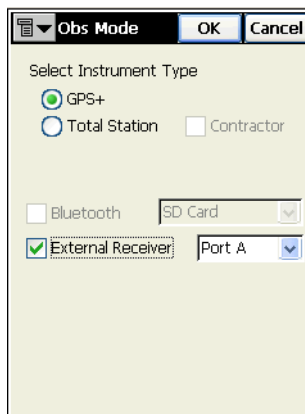 Obs Mode OK Cancel
Select Instrument Type
GPS+
Total Station Contractor
Bluetooth SD Card
External Receiver Port A